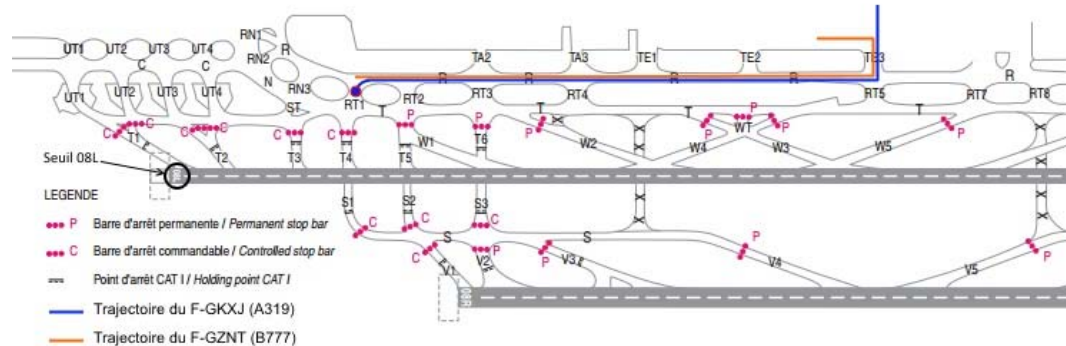 RN1
UT1 UT2 UT3 UT4 R TA2 TA3 TE1 TE2 TE3
C C RN2
R R R R R
N RN3
UT1 UT2 UT3 UT4 ST RT1 RT2 RT3 RT4 RT5 RT7 RT8
T T T T
P P P P P P
C C C C C
T1 T2 T3 T4 T5 W1 T6 W2 W4 WT W3 W5
Seuil 08L
LEGENDE
P Barre d'arrêt permanente / Permanent stop bar
C Barre d'arrêt commandable / Controlled stop bar
Point d'arrêt CAT I / Holding point CAT I
Trajectoire du F-GKXJ (A319)
Trajectoire du F-GZNT (B777)
S1 S2 S3
C C C
S S
C P P P P
V1 V2 V3 V4 V5
08R